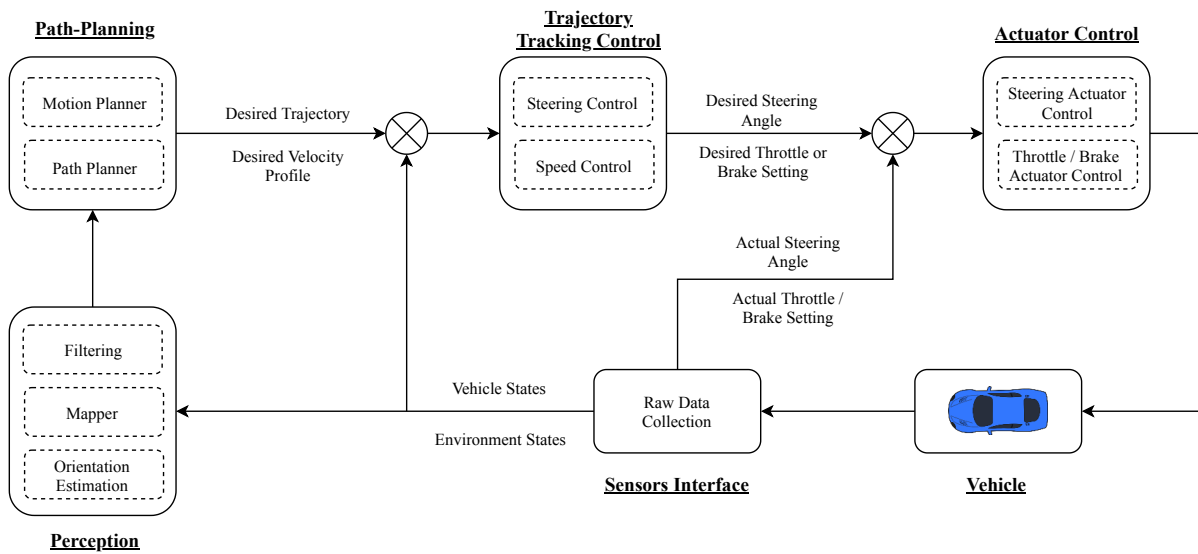 Path-Planning
Motion Planner
Path Planner
Desired Trajectory
Desired Velocity
Profile
Trajectory
Tracking Control
Steering Control
Speed Control
Desired Steering
Angle
Desired Throttle or
Brake Setting
Actuator Control
Steering Actuator
Control
Throttle / Brake
Actuator Control
Actual Steering
Angle
Actual Throttle /
Brake Setting
Filtering
Mapper
Orientation
Estimation
Perception
Vehicle States
Environment States
Raw Data
Collection
Sensors Interface
Vehicle